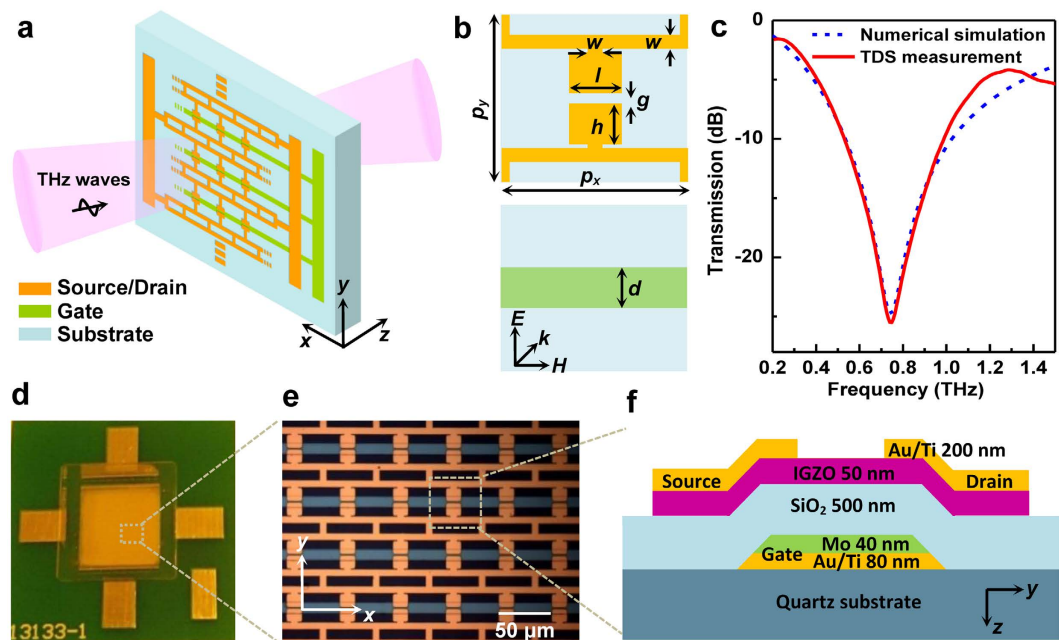 a
THz waves
Source/Drain
Gate
Substrate
y
x
z
b
w
w
l
g
h
p_y
p_x
d
E
k
H
c
Numerical simulation
TDS measurement
0
-10
-20
Transmission (dB)
0.2
0.4
0.6
0.8
1.0
1.2
1.4
Frequency (THz)
d
13133-1
e
y
x
50 µm
f
Au/Ti 200 nm
IGZO 50 nm
Source
Drain
SiO₂ 500 nm
Mo 40 nm
Gate
Au/Ti 80 nm
Quartz substrate
y
z